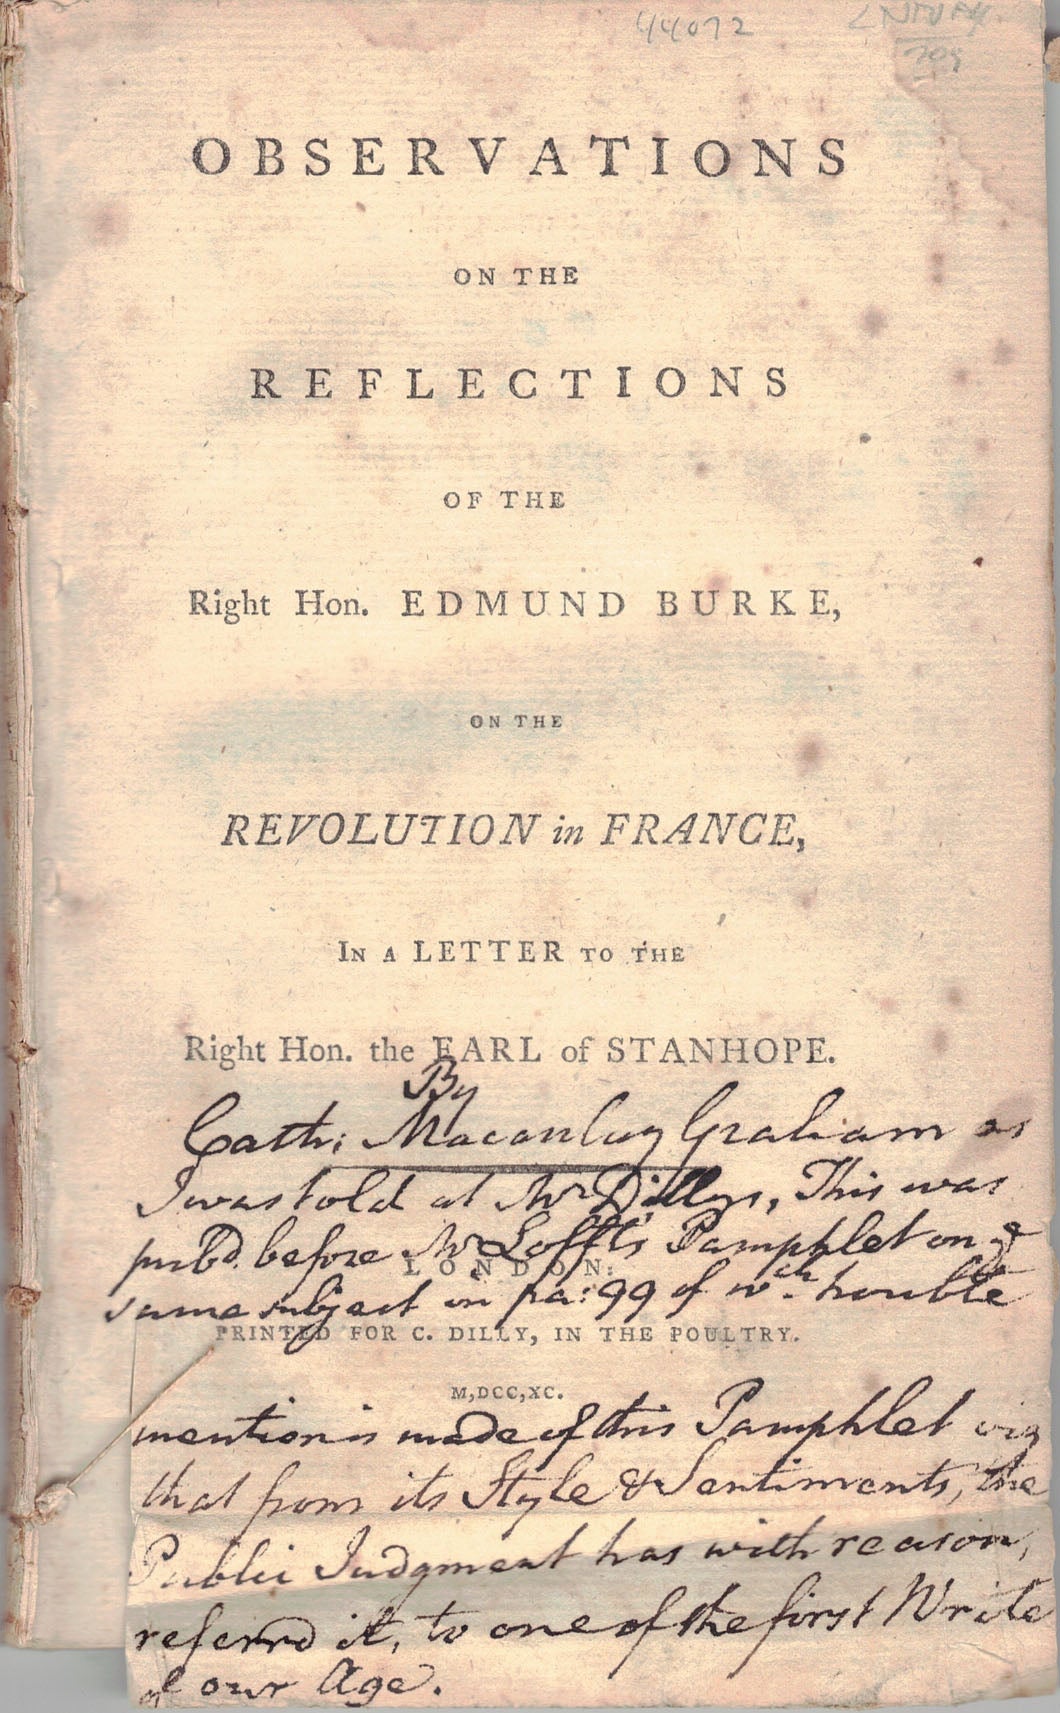 44072
OBSERVATIONS
ON THE
REFLECTIONS
OF THE
Right Hon. EDMUND BURKE,
ON THE
REVOLUTION in FRANCE,
IN A LETTER TO THE
Right Hon. the EARL of STANHOPE.
By
Cath: Macaulay Graham as
I was told at Mr Dillys, This was
pubd. before Mr Lofft's Pamphlet on ye
LONDON:
same subject in pa: 99 of wch. houble
PRINTED FOR C. DILLY, IN THE POULTRY.
M,DCC,XC.
mention is made of this Pamphlet viz
that from its Style & Sentiments, the
Public Judgment has with reason,
referrd it, to one of the first Write
of our Age.